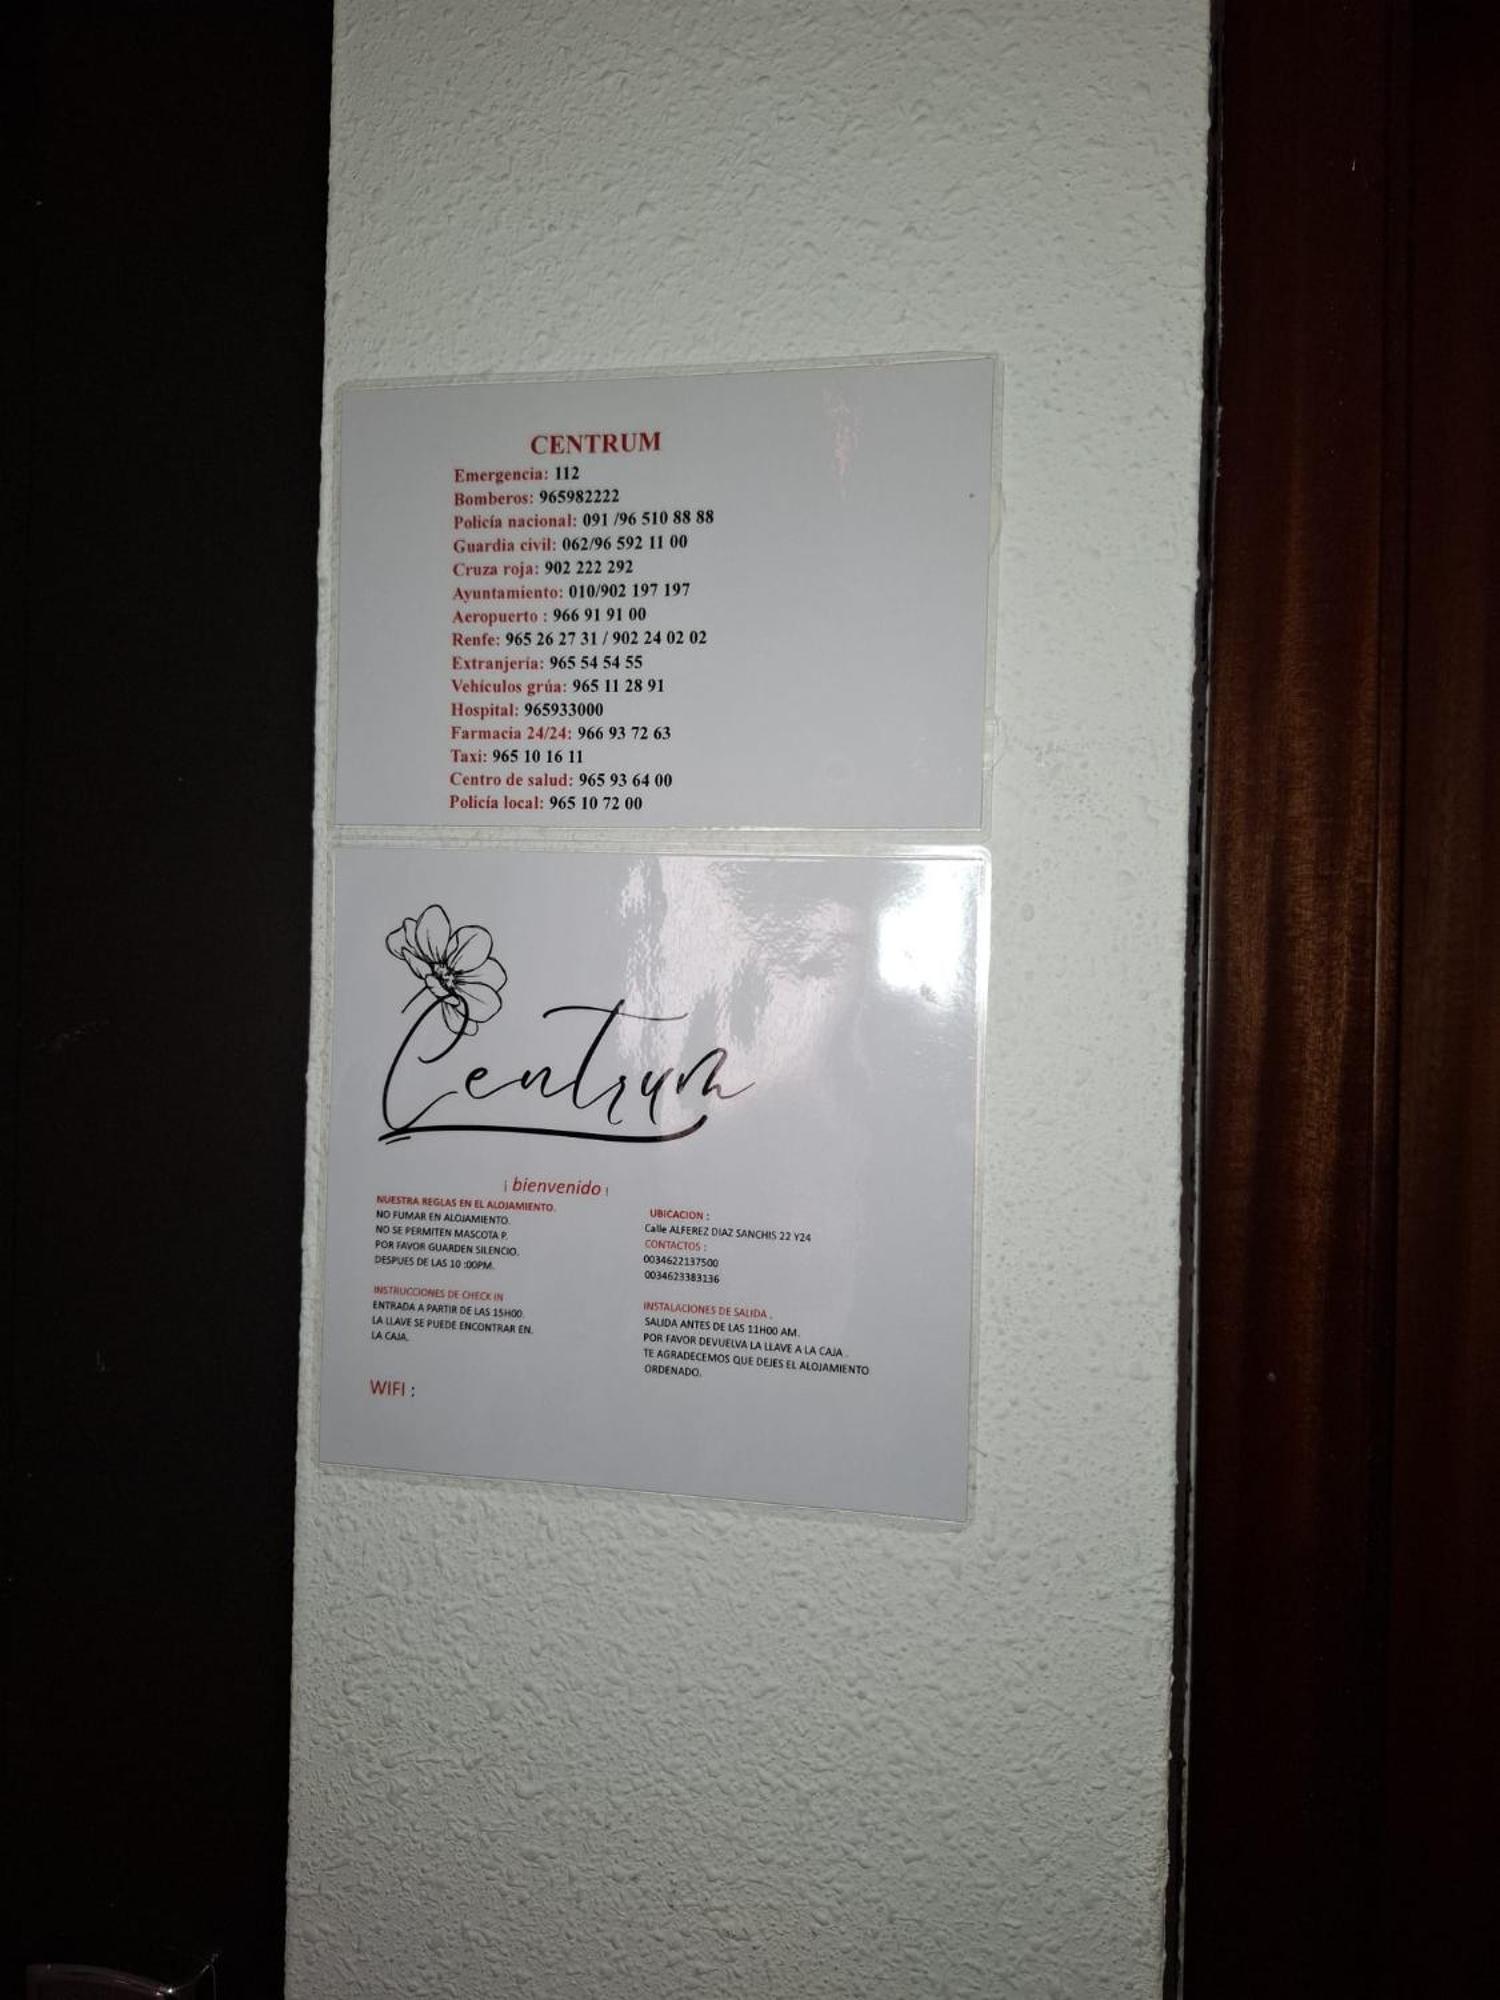 CENTRUM
Emergencia: 112
Bomberos: 965982222
Policía nacional: 091 /96 510 88 88
Guardia civil: 062/96 592 11 00
Cruza roja: 902 222 292
Ayuntamiento: 010/902 197 197
Aeropuerto : 966 91 91 00
Renfe: 965 26 27 31 / 902 24 02 02
Extranjería: 965 54 54 55
Vehículos grúa: 965 11 28 91
Hospital: 965933000
Farmacia 24/24: 966 93 72 63
Taxi: 965 10 16 11
Centro de salud: 965 93 64 00
Policía local: 965 10 72 00
Centrum
¡ bienvenido !
NUESTRA REGLAS EN EL ALOJAMIENTO.
NO FUMAR EN ALOJAMIENTO.
NO SE PERMITEN MASCOTA P.
POR FAVOR GUARDEN SILENCIO.
DESPUES DE LAS 10 :00PM.
INSTRUCCIONES DE CHECK IN
ENTRADA A PARTIR DE LAS 15H00.
LA LLAVE SE PUEDE ENCONTRAR EN.
LA CAJA.
WIFI :
UBICACION :
Calle ALFEREZ DIAZ SANCHIS 22 Y24
CONTACTOS :
0034622137500
0034623383136
INSTALACIONES DE SALIDA .
SALIDA ANTES DE LAS 11H00 AM.
POR FAVOR DEVUELVA LA LLAVE A LA CAJA .
TE AGRADECEMOS QUE DEJES EL ALOJAMIENTO
ORDENADO.